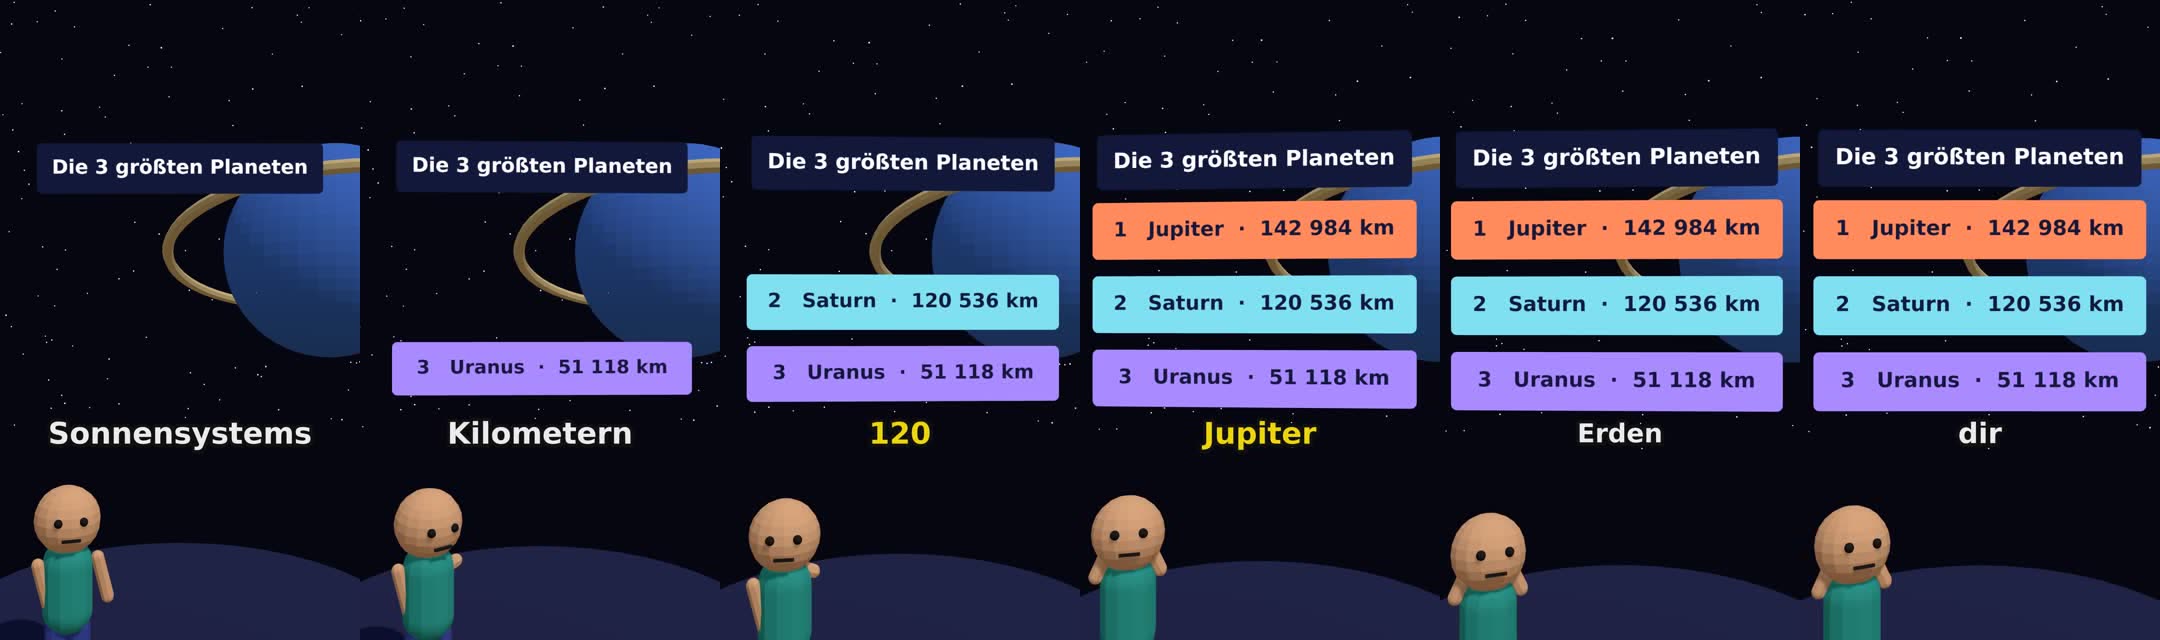 Die 3 größten Planeten
Sonnensystems
Die 3 größten Planeten
3 Uranus · 51 118 km
Kilometern
Die 3 größten Planeten
2 Saturn · 120 536 km
3 Uranus · 51 118 km
120
Die 3 größten Planeten
1 Jupiter · 142 984 km
2 Saturn · 120 536 km
3 Uranus · 51 118 km
Jupiter
Die 3 größten Planeten
1 Jupiter · 142 984 km
2 Saturn · 120 536 km
3 Uranus · 51 118 km
Erden
Die 3 größten Planeten
1 Jupiter · 142 984 km
2 Saturn · 120 536 km
3 Uranus · 51 118 km
dir